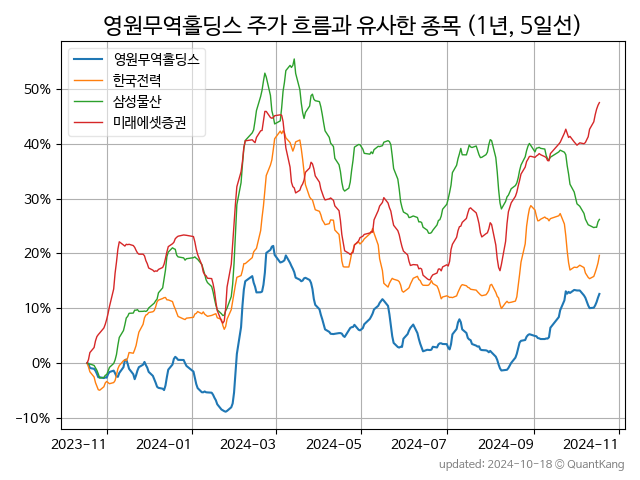 영원무역홀딩스 주가 흐름과 유사한 종목 (1년, 5일선)
영원무역홀딩스
한국전력
삼성물산
미래에셋증권
50%
40%
30%
20%
10%
0%
−10%
2023-11 2024-01 2024-03 2024-05 2024-07 2024-09 2024-11
updated: 2024-10-18 © QuantKang